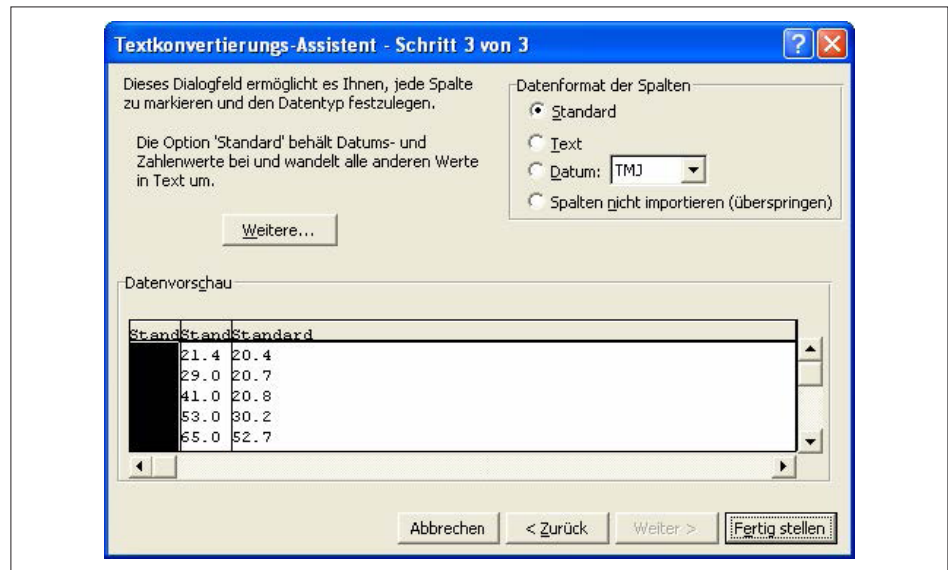 Textkonvertierungs-Assistent - Schritt 3 von 3
Dieses Dialogfeld ermöglicht es Ihnen, jede Spalte
zu markieren und den Datentyp festzulegen.
Die Option 'Standard' behält Datums- und
Zahlenwerte bei und wandelt alle anderen Werte
in Text um.
Weitere...
Datenformat der Spalten
Standard
Text
Datum: TMJ
Spalten nicht importieren (überspringen)
Datenvorschau
Stand Stand Standard
21.4 20.4
29.0 20.7
41.0 20.8
53.0 30.2
65.0 52.7
Abbrechen < Zurück Weiter > Fertig stellen